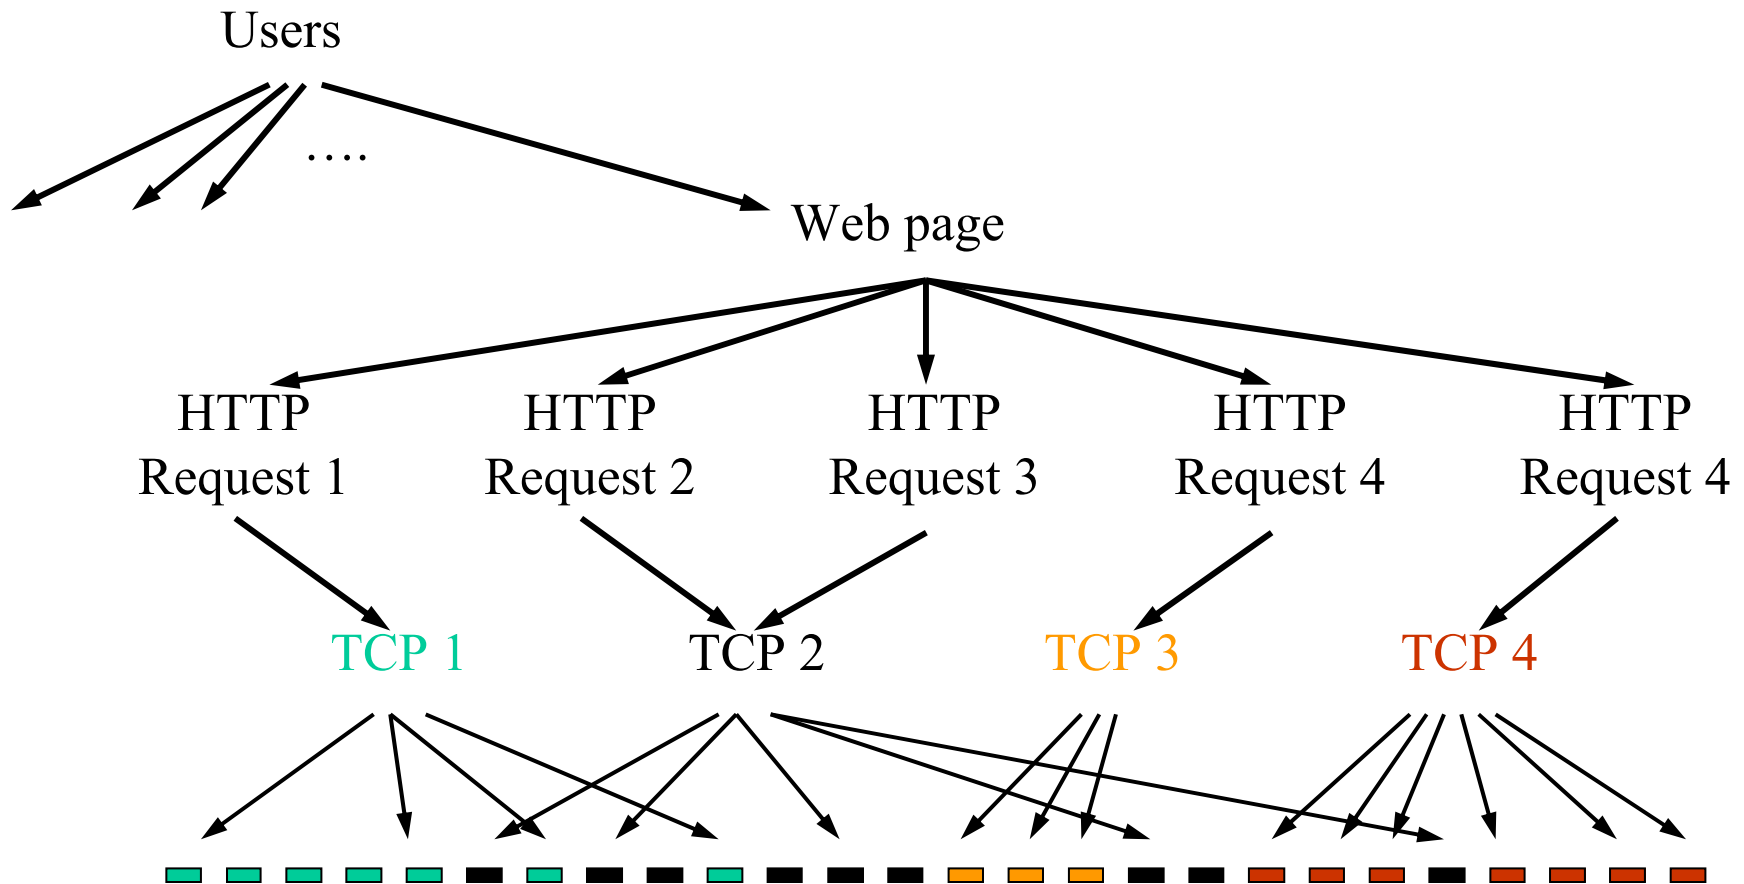 Users
….
Web page
HTTP
Request 1
HTTP
Request 2
HTTP
Request 3
HTTP
Request 4
HTTP
Request 4
TCP 1
TCP 2
TCP 3
TCP 4